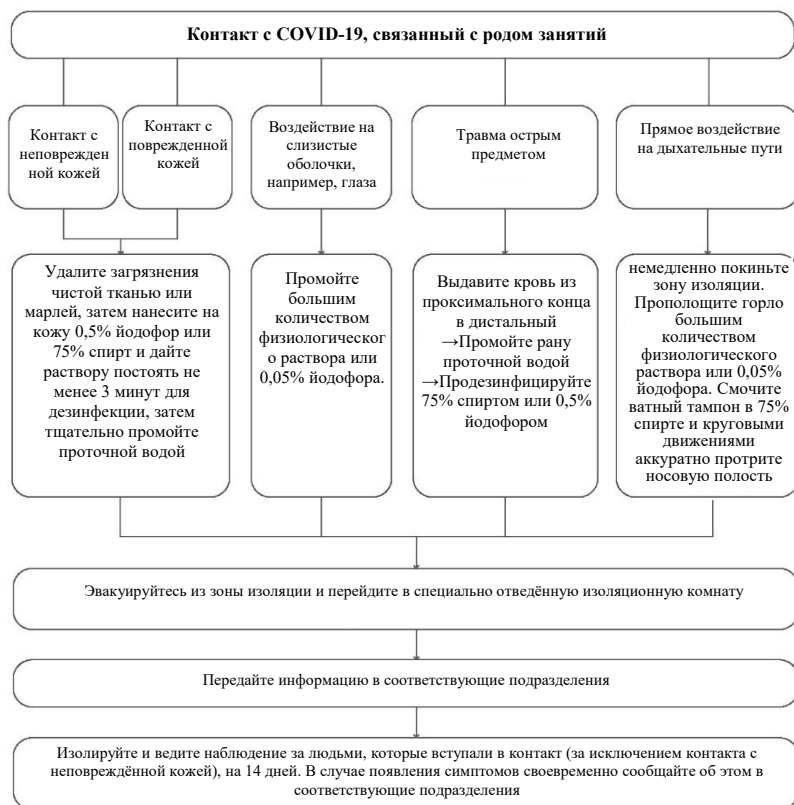 Контакт с COVID-19, связанный с родом занятий
Контакт с
неповрежден
ной кожей
Контакт с
поврежденной
кожей
Воздействие на
слизистые
оболочки,
например, глаза
Травма острым
предметом
Прямое воздействие
на дыхательные пути
Удалите загрязнения
чистой тканью или
марлей, затем нанесите на
кожу 0,5% йодофор или
75% спирт и дайте
раствору постоять не
менее 3 минут для
дезинфекции, затем
тщательно промойте
проточной водой
Промойте
большим
количеством
физиологическог
о раствора или
0,05% йодофора.
Выдавите кровь из
проксимального конца
в дистальный
→Промойте рану
проточной водой
→Продезинфицируйте
75% спиртом или 0,5%
йодофором
немедленно покиньте
зону изоляции.
Прополощите горло
большим
количеством
физиологического
раствора или 0,05%
йодофора. Смочите
ватный тампон в 75%
спирте и круговыми
движениями
аккуратно протрите
носовую полость
Эвакуируйтесь из зоны изоляции и перейдите в специально отведённую изоляционную комнату
Передайте информацию в соответствующие подразделения
Изолируйте и ведите наблюдение за людьми, которые вступали в контакт (за исключением контакта с
неповреждённой кожей), на 14 дней. В случае появления симптомов своевременно сообщайте об этом в
соответствующие подразделения